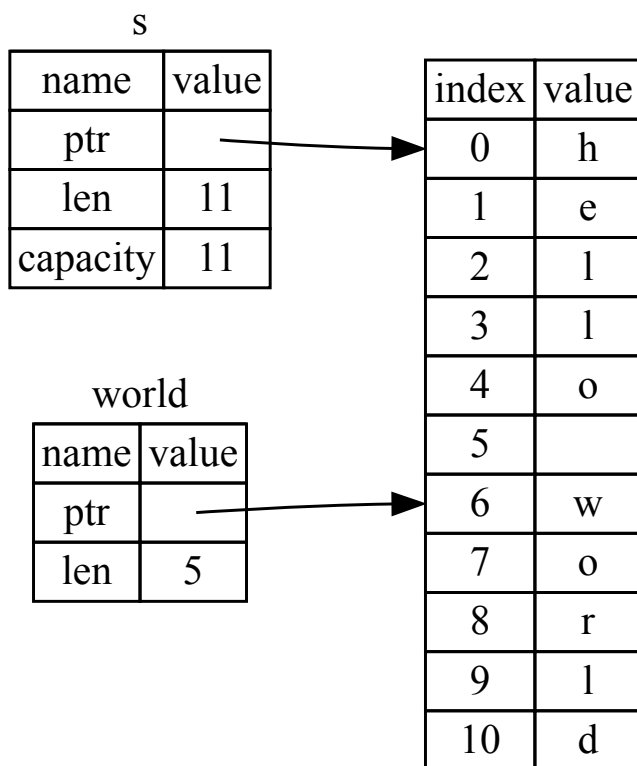 s
name value
ptr
len 11
capacity 11
world
name value
ptr
len 5
index value
0 h
1 e
2 l
3 l
4 o
5
6 w
7 o
8 r
9 l
10 d